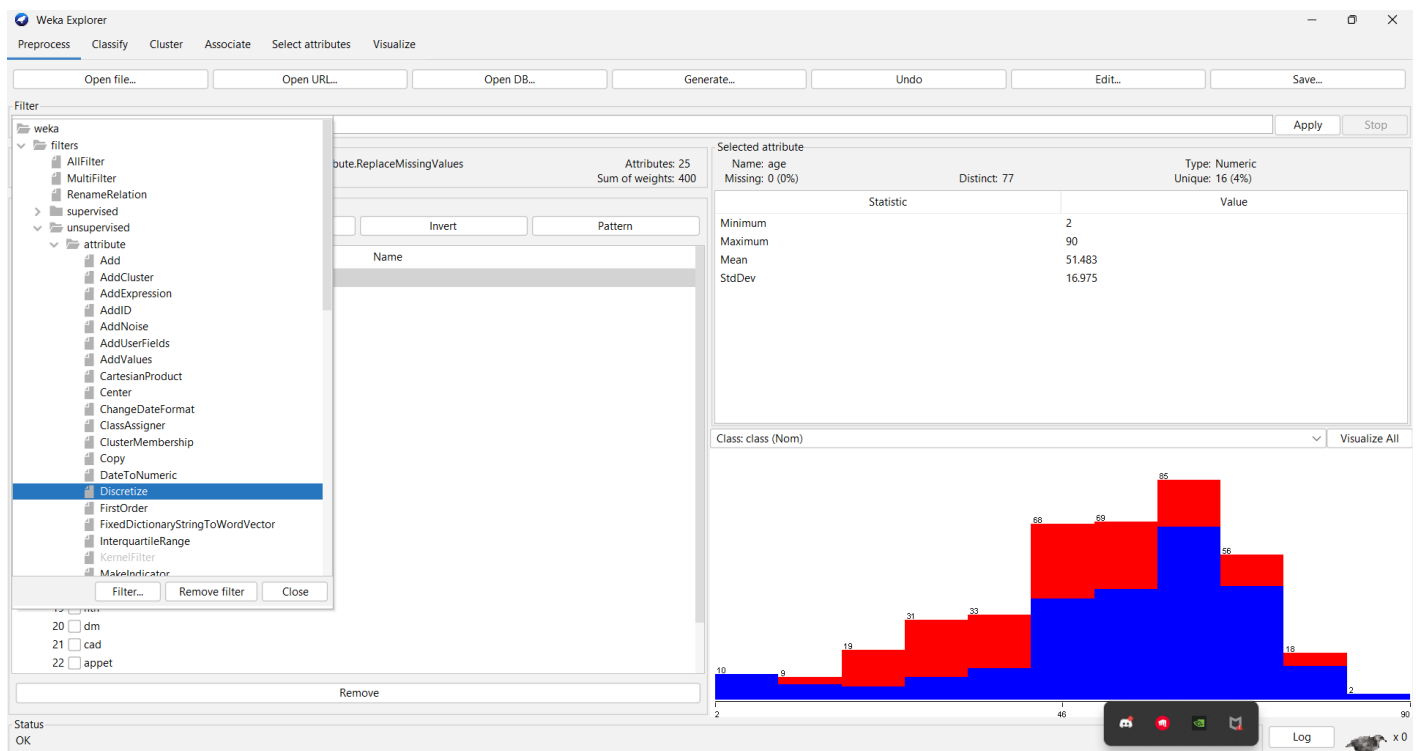 Weka Explorer
Preprocess Classify Cluster Associate Select attributes Visualize
Open file... Open URL... Open DB... Generate... Undo Edit... Save...
Filter
Apply Stop
weka
filters
AllFilter
MultiFilter
RenameRelation
supervised
unsupervised
attribute
Add
AddCluster
AddExpression
AddID
AddNoise
AddUserFields
AddValues
CartesianProduct
Center
ChangeDateFormat
ClassAssigner
ClusterMembership
Copy
DateToNumeric
Discretize
FirstOrder
FixedDictionaryStringToWordVector
InterquartileRange
KernelFilter
MakeIndicator
Filter... Remove filter Close
bute.ReplaceMissingValues Attributes: 25
Sum of weights: 400
Invert Pattern
Name
20 dm
21 cad
22 appet
Remove
Selected attribute
Name: age Type: Numeric
Missing: 0 (0%) Distinct: 77 Unique: 16 (4%)
Statistic Value
Minimum 2
Maximum 90
Mean 51.483
StdDev 16.975
Class: class (Nom) Visualize All
10 9 19 31 33 68 69 85 56 18 2
2 46 90
Status
OK
Log x 0